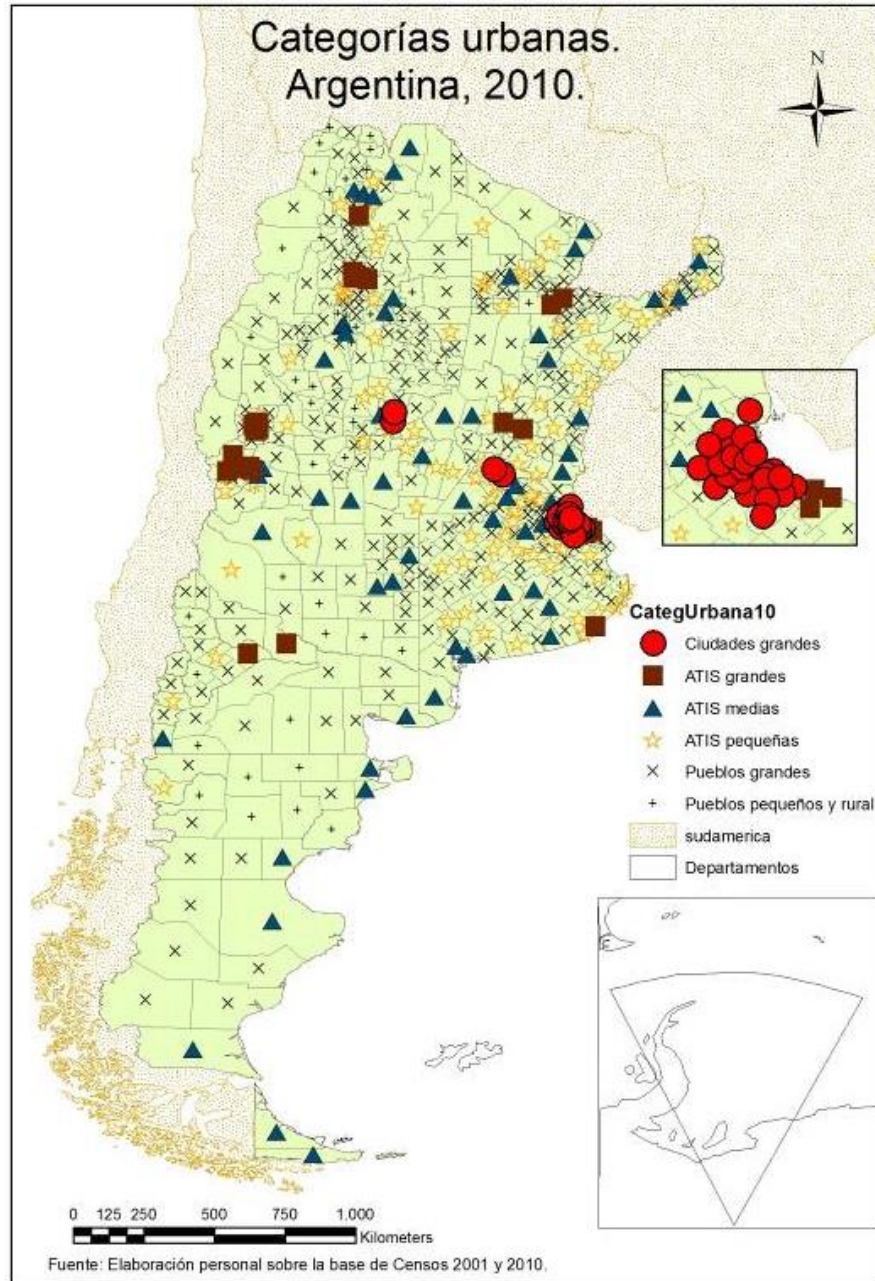 Categorías urbanas.
Argentina, 2010.
N
CategUrbana10
Ciudades grandes
ATIS grandes
ATIS medias
ATIS pequeñas
Pueblos grandes
Pueblos pequeños y rural
sudamerica
Departamentos
0 125 250 500 750 1.000
Kilometers
Fuente: Elaboración personal sobre la base de Censos 2001 y 2010.